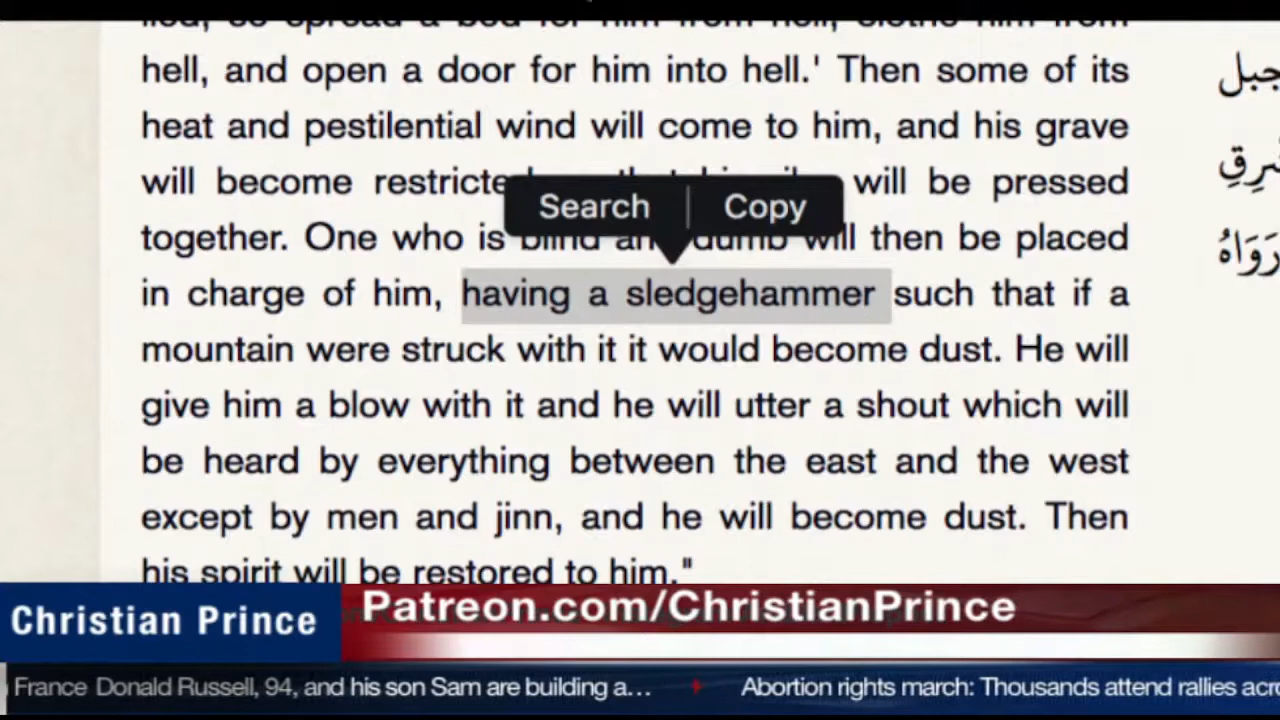 hell, and open a door for him into hell.' Then some of its
heat and pestilential wind will come to him, and his grave
will become will be pressed
Search Copy
together. One who is blind and dumb will then be placed
in charge of him, having a sledgehammer such that if a
mountain were struck with it it would become dust. He will
give him a blow with it and he will utter a shout which will
be heard by everything between the east and the west
except by men and jinn, and he will become dust. Then
his spirit will be restored to him."
رَوَاهُ
Christian Prince
Patreon.com/ChristianPrince
France Donald Russell, 94, and his son Sam are building a... Abortion rights march: Thousands attend rallies